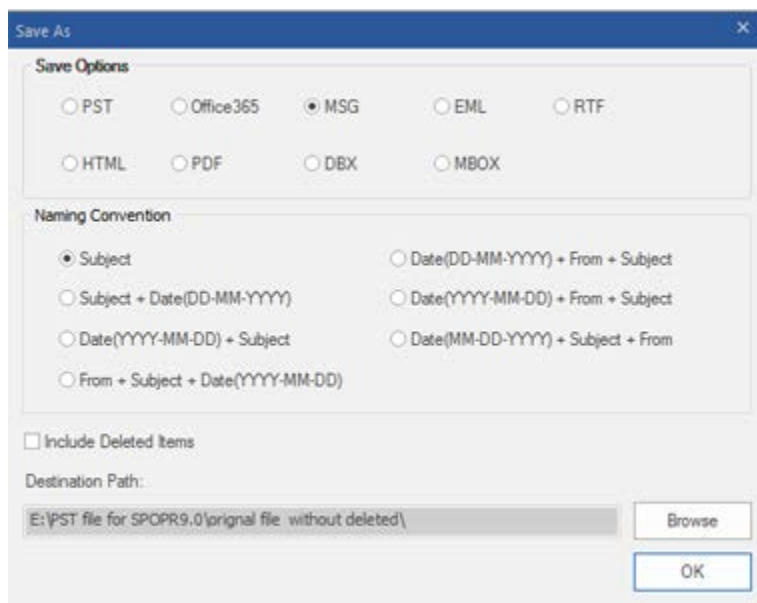 Save As
Save Options
PST Office365 MSG EML RTF
HTML PDF DBX MBOX
Naming Convention
Subject Date(DD-MM-YYYY) + From + Subject
Subject + Date(DD-MM-YYYY) Date(YYYY-MM-DD) + From + Subject
Date(YYYY-MM-DD) + Subject Date(MM-DD-YYYY) + Subject + From
From + Subject + Date(YYYY-MM-DD)
Include Deleted Items
Destination Path:
E:\PST file for SPOPR9.0\prignal file without deleted\ Browse
OK